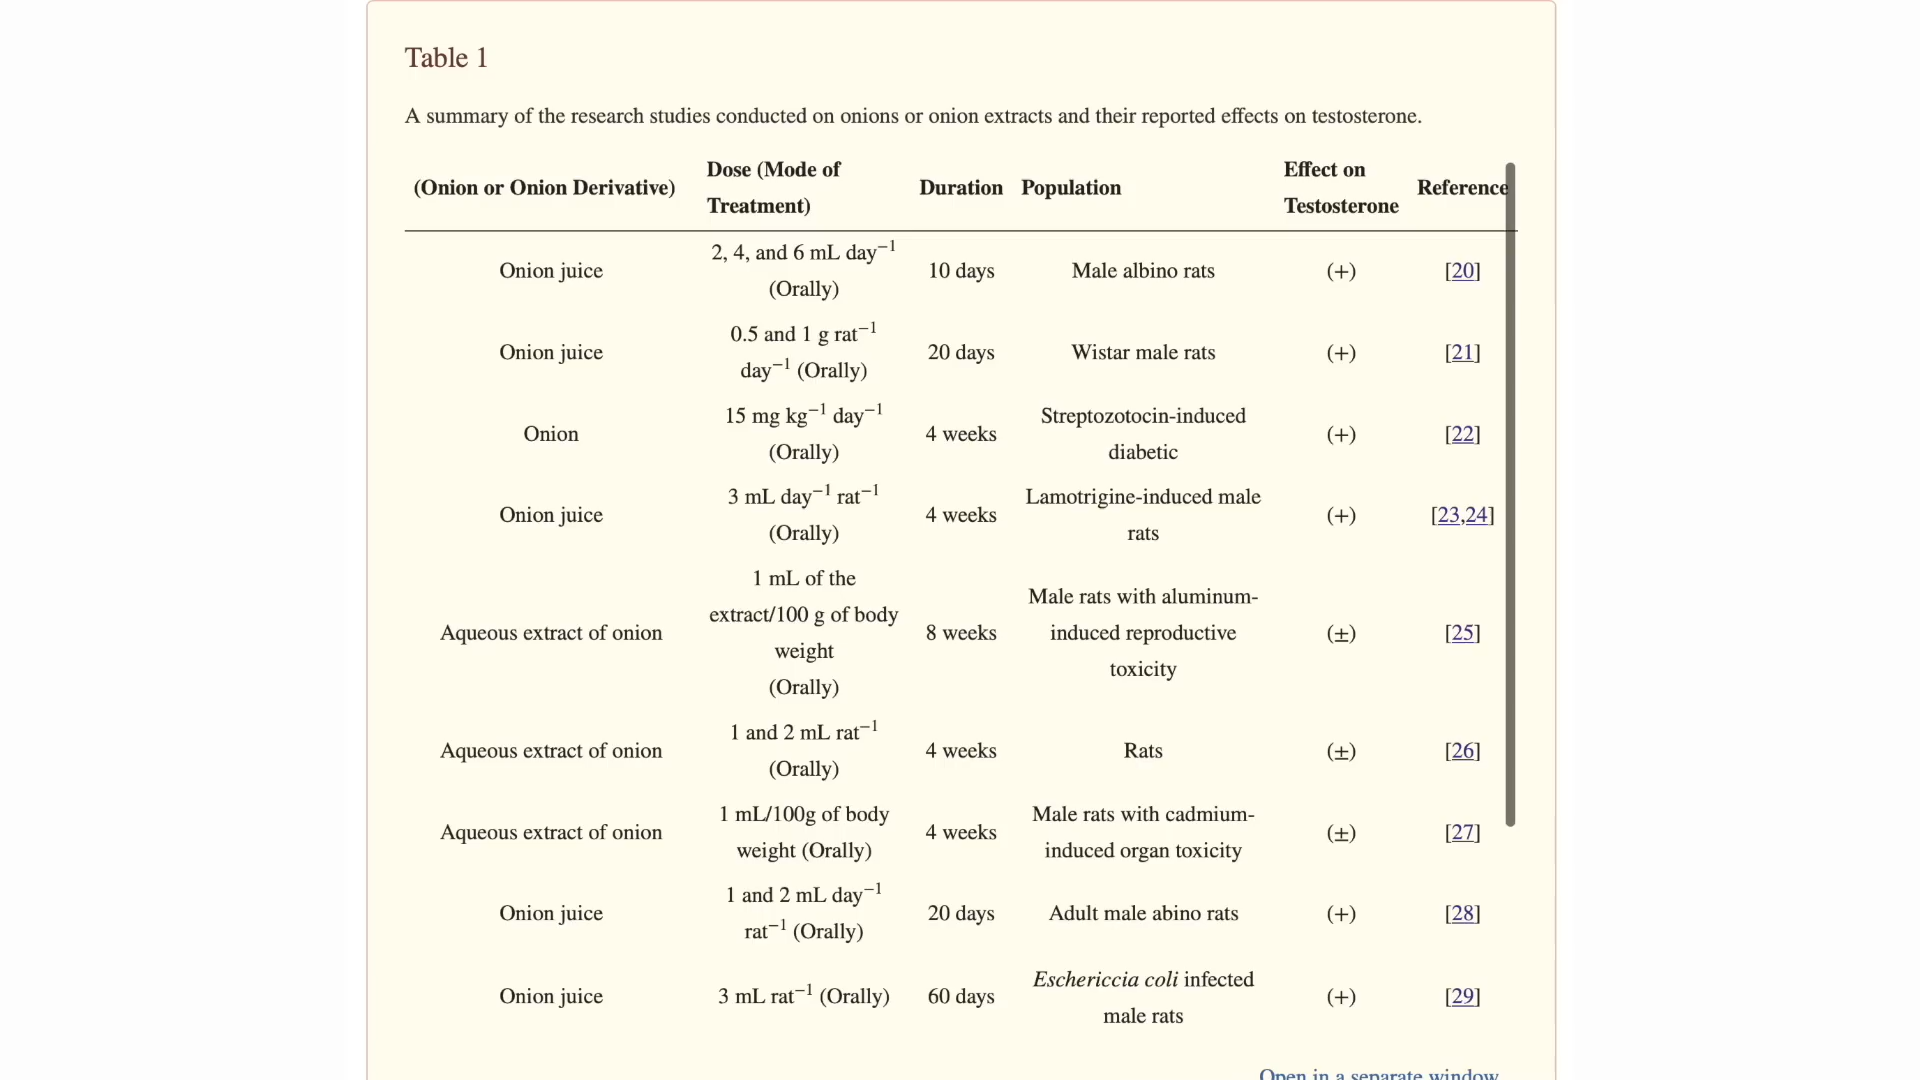 Table 1
A summary of the research studies conducted on onions or onion extracts and their reported effects on testosterone.
(Onion or Onion Derivative) Dose (Mode of Treatment) Duration Population Effect on Testosterone Reference
Onion juice 2, 4, and 6 mL day−1 (Orally) 10 days Male albino rats (+) [20]
Onion juice 0.5 and 1 g rat−1 day−1 (Orally) 20 days Wistar male rats (+) [21]
Onion 15 mg kg−1 day−1 (Orally) 4 weeks Streptozotocin-induced diabetic (+) [22]
Onion juice 3 mL day−1 rat−1 (Orally) 4 weeks Lamotrigine-induced male rats (+) [23,24]
Aqueous extract of onion 1 mL of the extract/100 g of body weight (Orally) 8 weeks Male rats with aluminum-induced reproductive toxicity (±) [25]
Aqueous extract of onion 1 and 2 mL rat−1 (Orally) 4 weeks Rats (±) [26]
Aqueous extract of onion 1 mL/100g of body weight (Orally) 4 weeks Male rats with cadmium-induced organ toxicity (±) [27]
Onion juice 1 and 2 mL day−1 rat−1 (Orally) 20 days Adult male abino rats (+) [28]
Onion juice 3 mL rat−1 (Orally) 60 days Eschericcia coli infected male rats (+) [29]
Open in a separate window